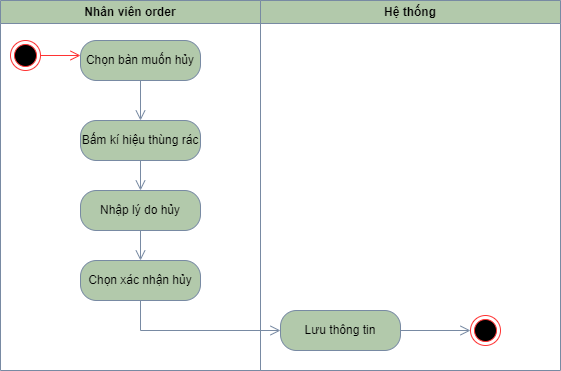 Nhân viên order
Hệ thống
Chọn bàn muốn hủy
Bấm kí hiệu thùng rác
Nhập lý do hủy
Chọn xác nhận hủy
Lưu thông tin